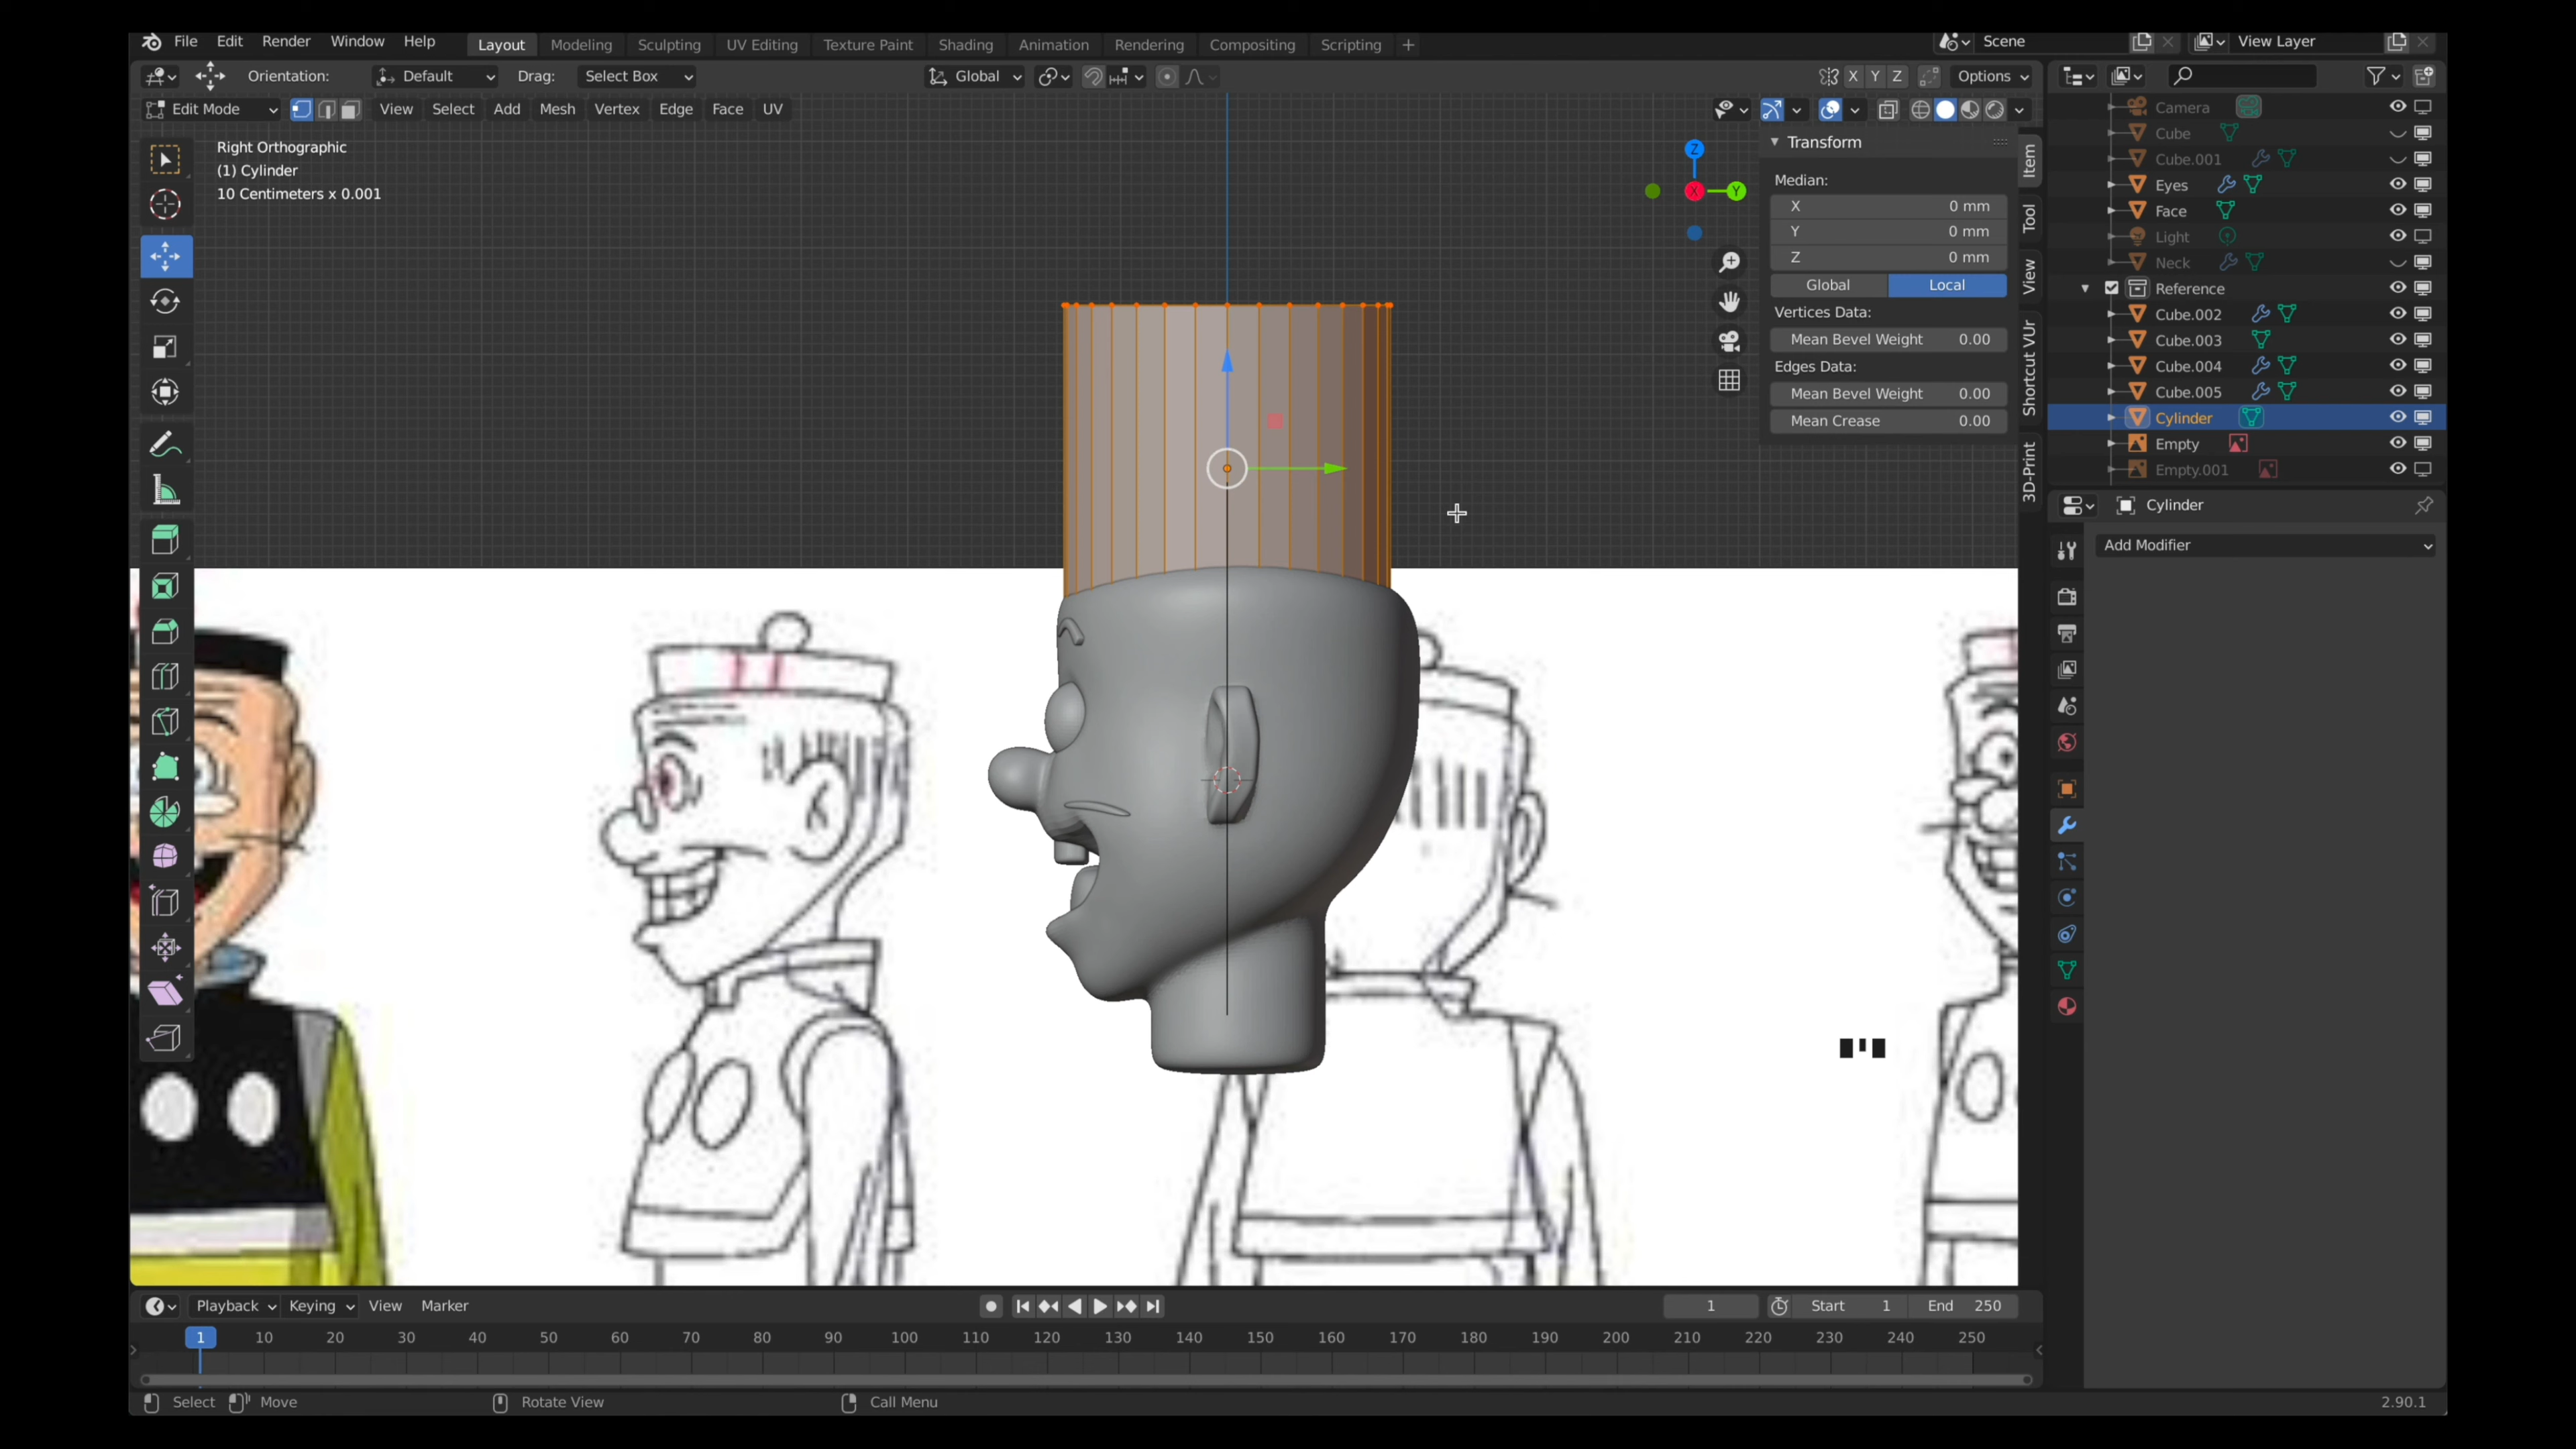 File Edit Render Window Help Layout Modeling Sculpting UV Editing Texture Paint Shading Animation Rendering Compositing Scripting + Scene View Layer
Orientation: Default Drag: Select Box Global X Y Z Options
Edit Mode View Select Add Mesh Vertex Edge Face UV
Right Orthographic
(1) Cylinder
10 Centimeters x 0.001
Z
X
Y
Transform
Median:
X 0 mm
Y 0 mm
Z 0 mm
Global Local
Vertices Data:
Mean Bevel Weight 0.00
Edges Data:
Mean Bevel Weight 0.00
Mean Crease 0.00
Item
Tool
View
Shortcut VUr
3D-Print
Camera
Cube
Cube.001
Eyes
Face
Light
Neck
Reference
Cube.002
Cube.003
Cube.004
Cube.005
Cylinder
Empty
Empty.001
Cylinder
Add Modifier
Playback Keying View Marker 1 Start 1 End 250
1 10 20 30 40 50 60 70 80 90 100 110 120 130 140 150 160 170 180 190 200 210 220 230 240 250
Select Move Rotate View Call Menu 2.90.1